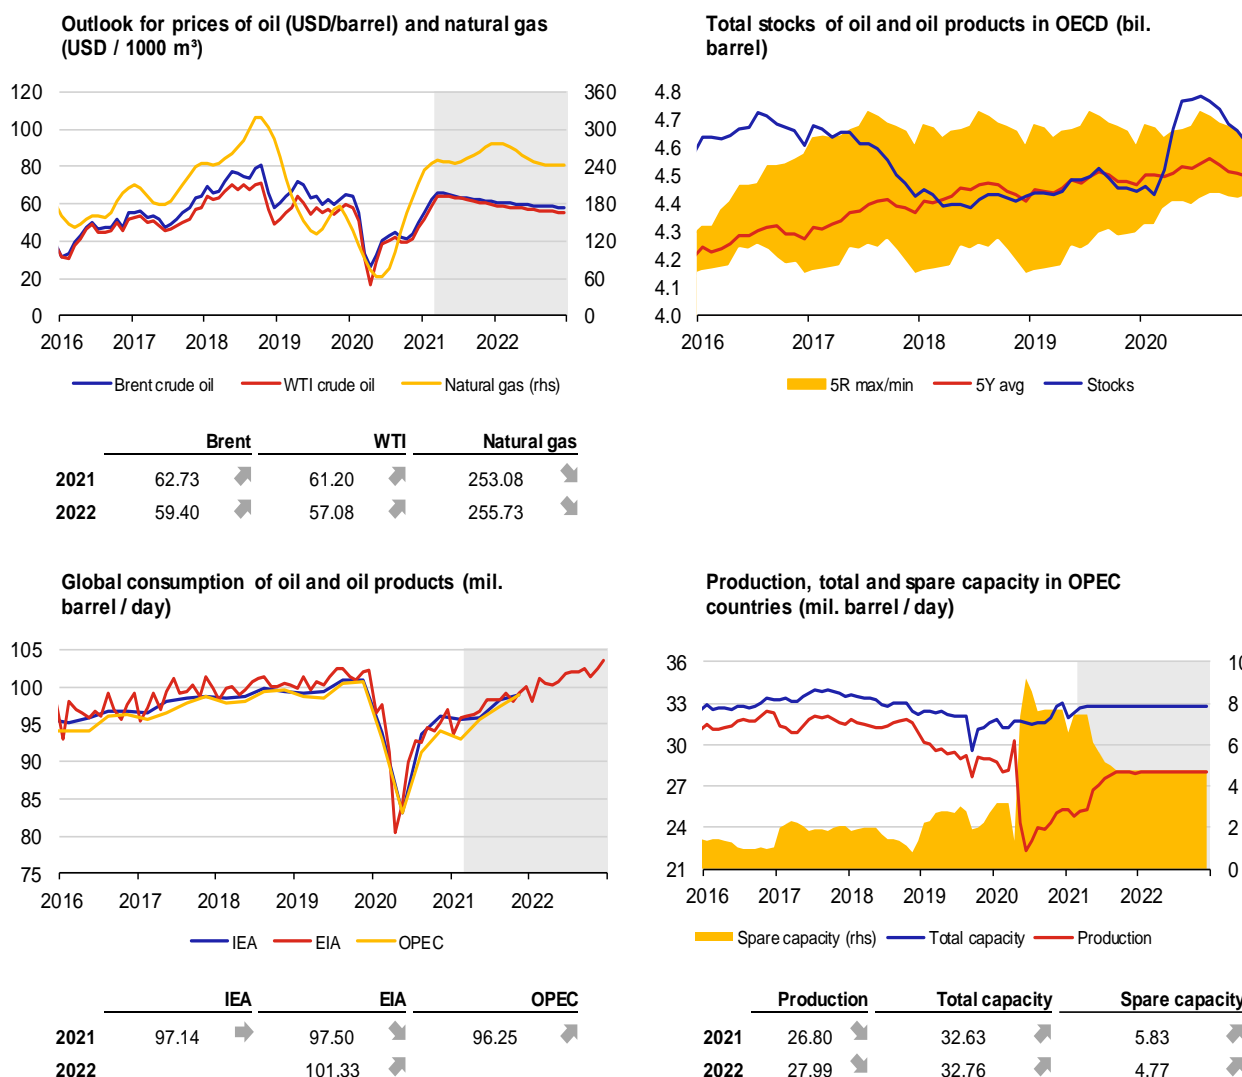 Outlook for prices of oil (USD/barrel) and natural gas
(USD / 1000 m³)
120 360
100 300
80 240
60 180
40 120
20 60
0 0
2016 2017 2018 2019 2020 2021 2022
Brent crude oil WTI crude oil Natural gas (rhs)
Brent WTI Natural gas
2021 62.73 61.20 253.08
2022 59.40 57.08 255.73
Total stocks of oil and oil products in OECD (bil.
barrel)
4.8
4.7
4.6
4.5
4.4
4.3
4.2
4.1
4.0
2016 2017 2018 2019 2020
5R max/min 5Y avg Stocks
Global consumption of oil and oil products (mil.
barrel / day)
105
100
95
90
85
80
75
2016 2017 2018 2019 2020 2021 2022
IEA EIA OPEC
IEA EIA OPEC
2021 97.14 97.50 96.25
2022 101.33
Production, total and spare capacity in OPEC
countries (mil. barrel / day)
36 10
33 8
30 6
27 4
24 2
21 0
2016 2017 2018 2019 2020 2021 2022
Spare capacity (rhs) Total capacity Production
Production Total capacity Spare capacity
2021 26.80 32.63 5.83
2022 27.99 32.76 4.77